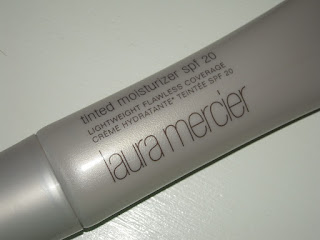 tinted moisturizer spf 20
LIGHTWEIGHT FLAWLESS COVERAGE
CRÈME HYDRATANTE* TEINTÉE SPF 20
laura mercier